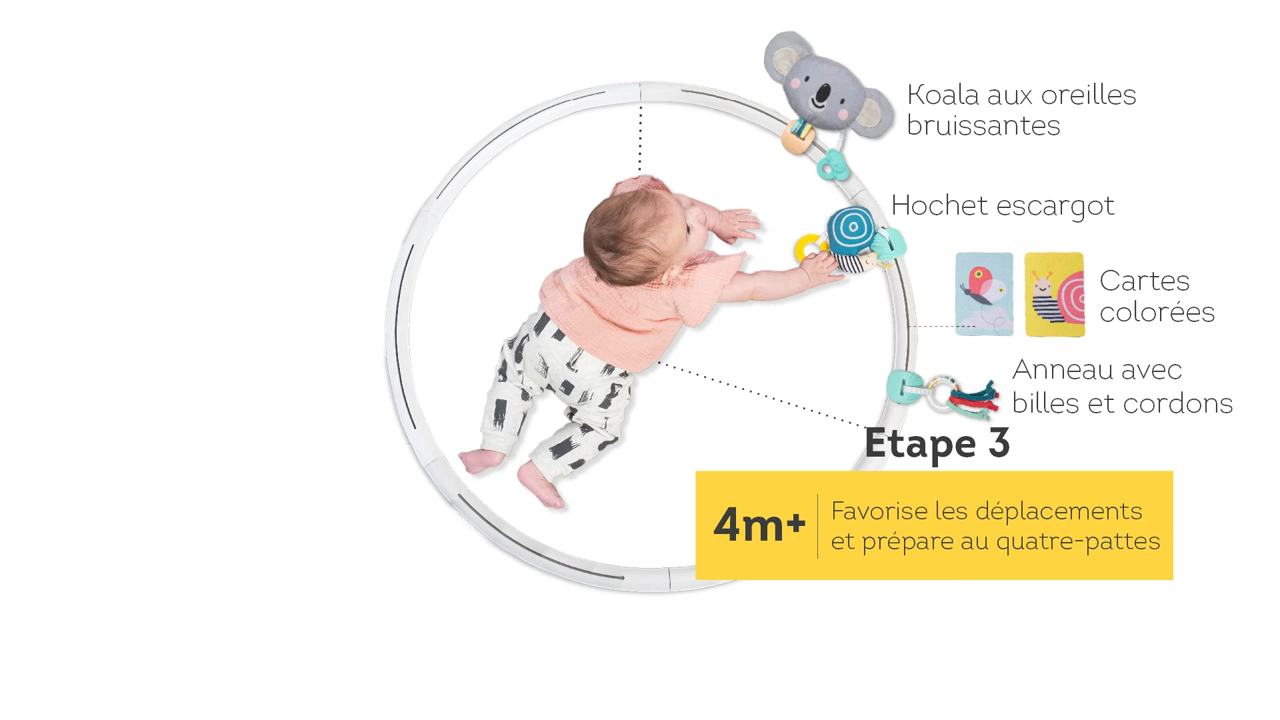 Koala aux oreilles
bruissantes
Hochet escargot
Cartes
colorées
Anneau avec
billes et cordons
Etape 3
4m+
Favorise les déplacements
et prépare au quatre-pattes